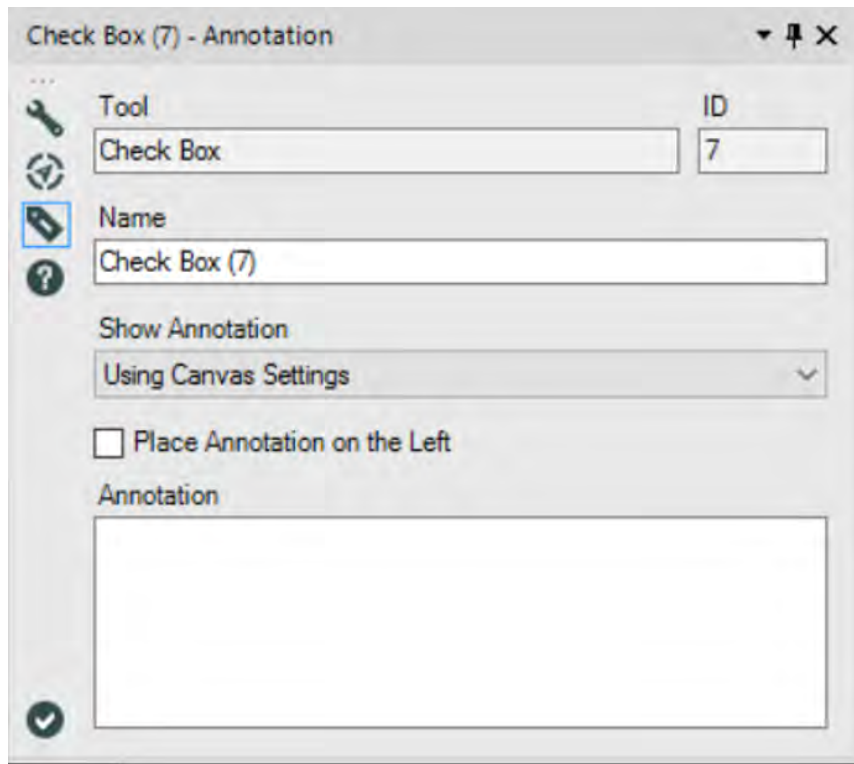 Check Box (7) - Annotation
Tool ID
Check Box 7
Name
Check Box (7)
Show Annotation
Using Canvas Settings
Place Annotation on the Left
Annotation